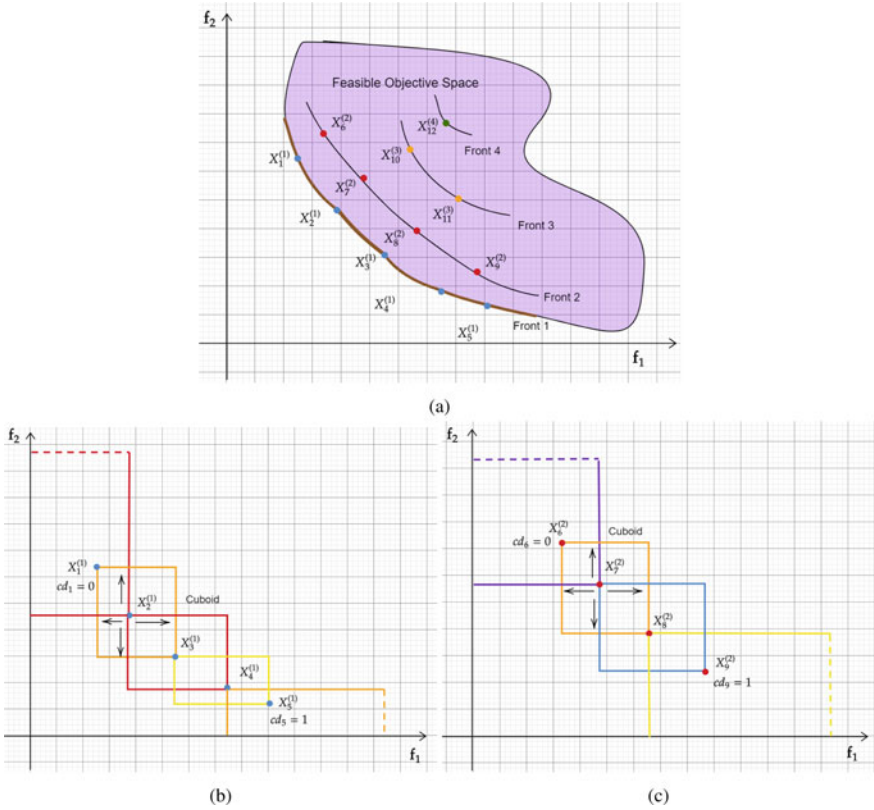 f₂
Feasible Objective Space
X₆⁽²⁾
X₁₂⁽⁴⁾
Front 4
X₁⁽¹⁾
X₁₀⁽³⁾
X₇⁽²⁾
X₂⁽¹⁾
X₁₁⁽³⁾
Front 3
X₈⁽²⁾
X₃⁽¹⁾
X₉⁽²⁾
X₄⁽¹⁾
Front 2
X₅⁽¹⁾
Front 1
f₁
(a)
f₂
X₁⁽¹⁾
cd₁ = 0
X₂⁽¹⁾
Cuboid
X₃⁽¹⁾
X₄⁽¹⁾
X₅⁽¹⁾
cd₅ = 1
f₁
(b)
f₂
X₆⁽²⁾
cd₆ = 0
Cuboid
X₇⁽²⁾
X₈⁽²⁾
X₉⁽²⁾
cd₉ = 1
f₁
(c)